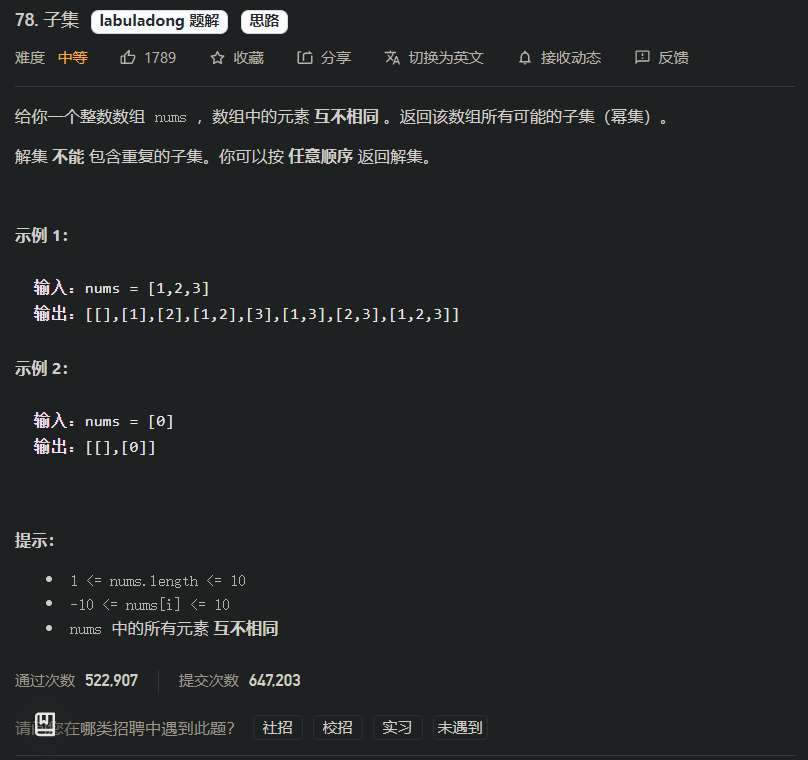 78. 子集 labuladong 题解 思路
难度 中等 1789 收藏 分享 切换为英文 接收动态 反馈
给你一个整数数组 nums ，数组中的元素 互不相同 。返回该数组所有可能的子集（幂集）。
解集 不能 包含重复的子集。你可以按 任意顺序 返回解集。
示例 1：
输入：nums = [1,2,3]
输出：[[],[1],[2],[1,2],[3],[1,3],[2,3],[1,2,3]]
示例 2：
输入：nums = [0]
输出：[[],[0]]
提示：
1 <= nums.length <= 10
-10 <= nums[i] <= 10
nums 中的所有元素 互不相同
通过次数 522,907 提交次数 647,203
请 您在哪类招聘中遇到此题？ 社招 校招 实习 未遇到